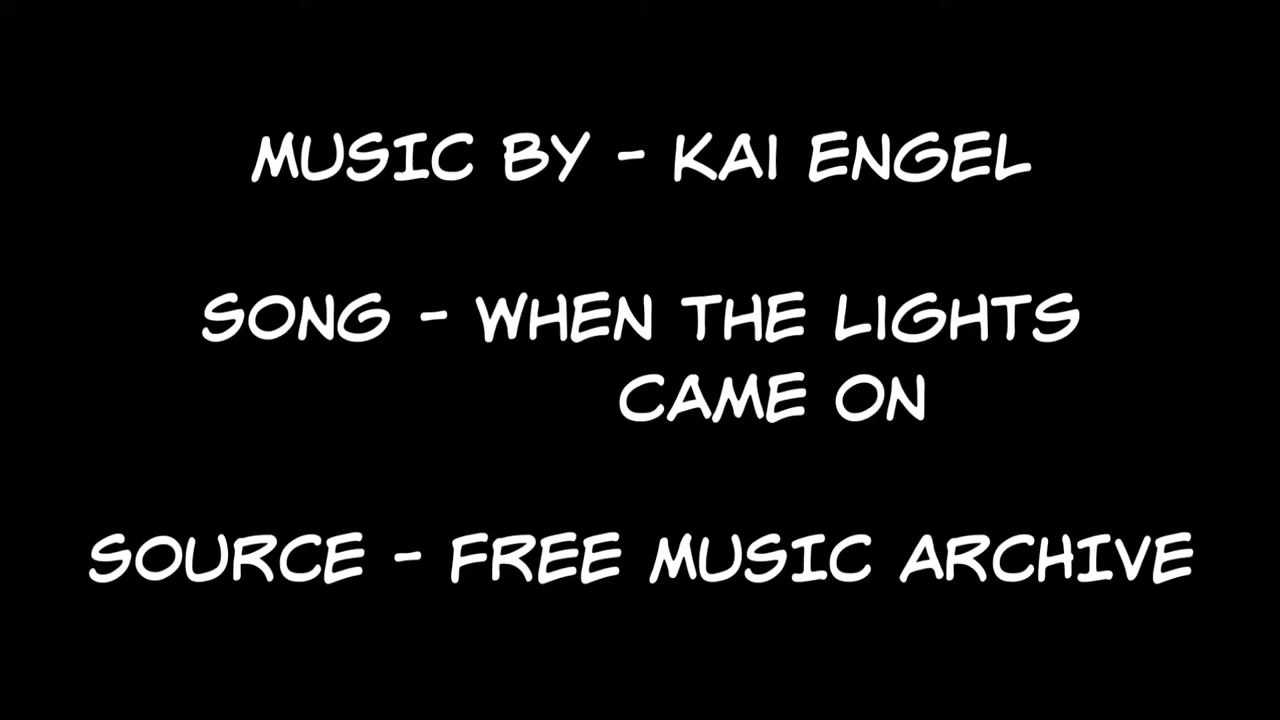 MUSIC BY - KAI ENGEL
SONG - WHEN THE LIGHTS
CAME ON
SOURCE - FREE MUSIC ARCHIVE